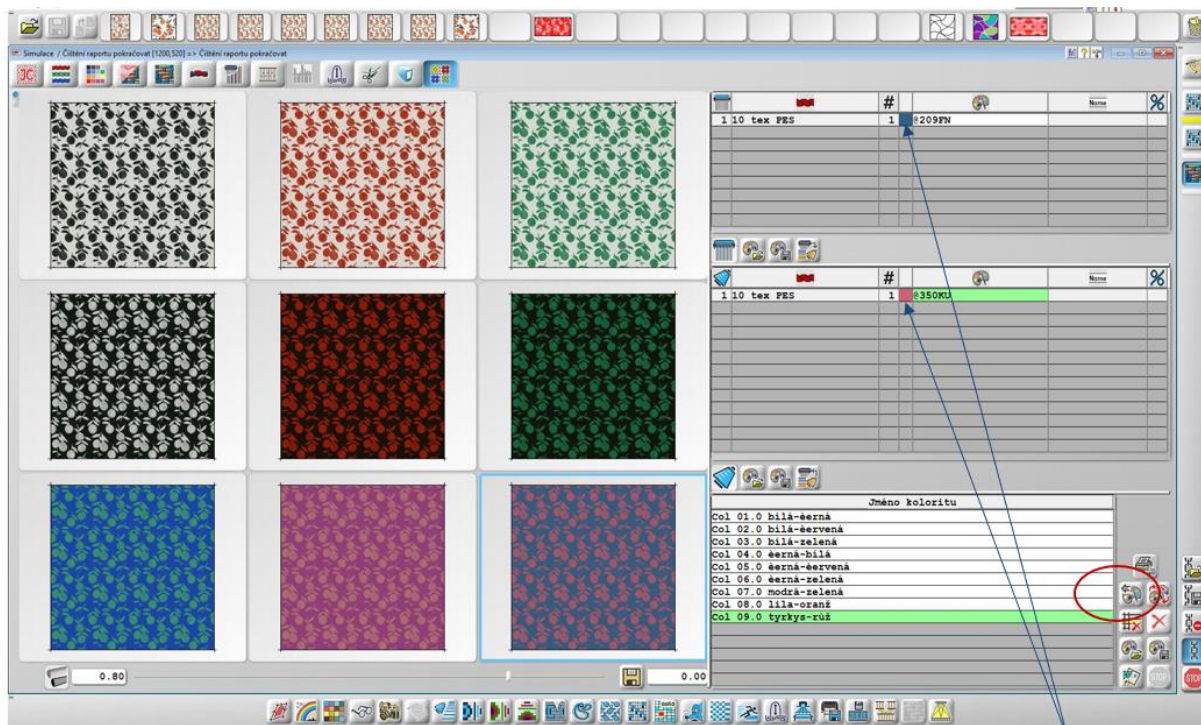 Simulace / Čištění raportu pokračovat [1200,520] => Čištění raportu pokračovat
JC
# Name %
1 10 tex PES 1 @209FN
# Name %
1 10 tex PES 1 @350KU
Jméno koloritu
Col 01.0 bílá-èerná
Col 02.0 bílá-èervená
Col 03.0 bílá-zelená
Col 04.0 èerná-bílá
Col 05.0 èerná-èervená
Col 06.0 èerná-zelená
Col 07.0 modrá-zelená
Col 08.0 lila-oranž
Col 09.0 tyrkys-rùž
0.80
0.00
STOP
STOP